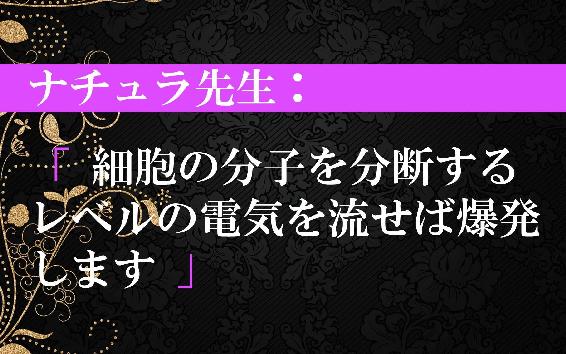 ナチュラ先生：
「 細胞の分子を分断する
レベルの電気を流せば爆発
します 」